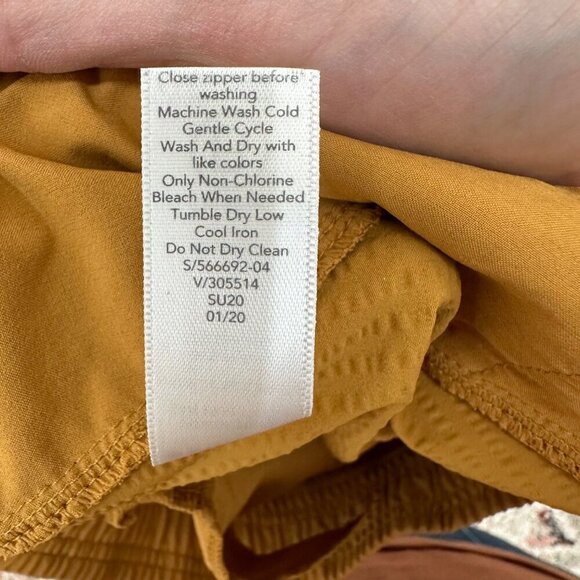 Close zipper before
washing
Machine Wash Cold
Gentle Cycle
Wash And Dry with
like colors
Only Non-Chlorine
Bleach When Needed
Tumble Dry Low
Cool Iron
Do Not Dry Clean
S/566692-04
V/305514
SU20
01/20